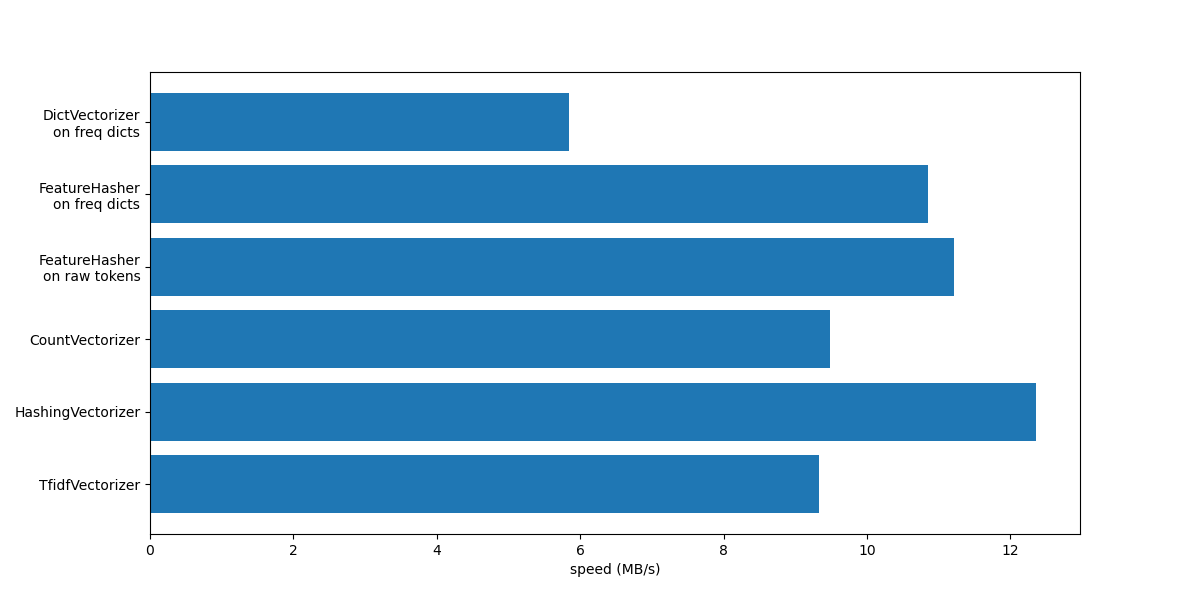 DictVectorizer
on freq dicts
FeatureHasher
on freq dicts
FeatureHasher
on raw tokens
CountVectorizer
HashingVectorizer
TfidfVectorizer
0 2 4 6 8 10 12
speed (MB/s)